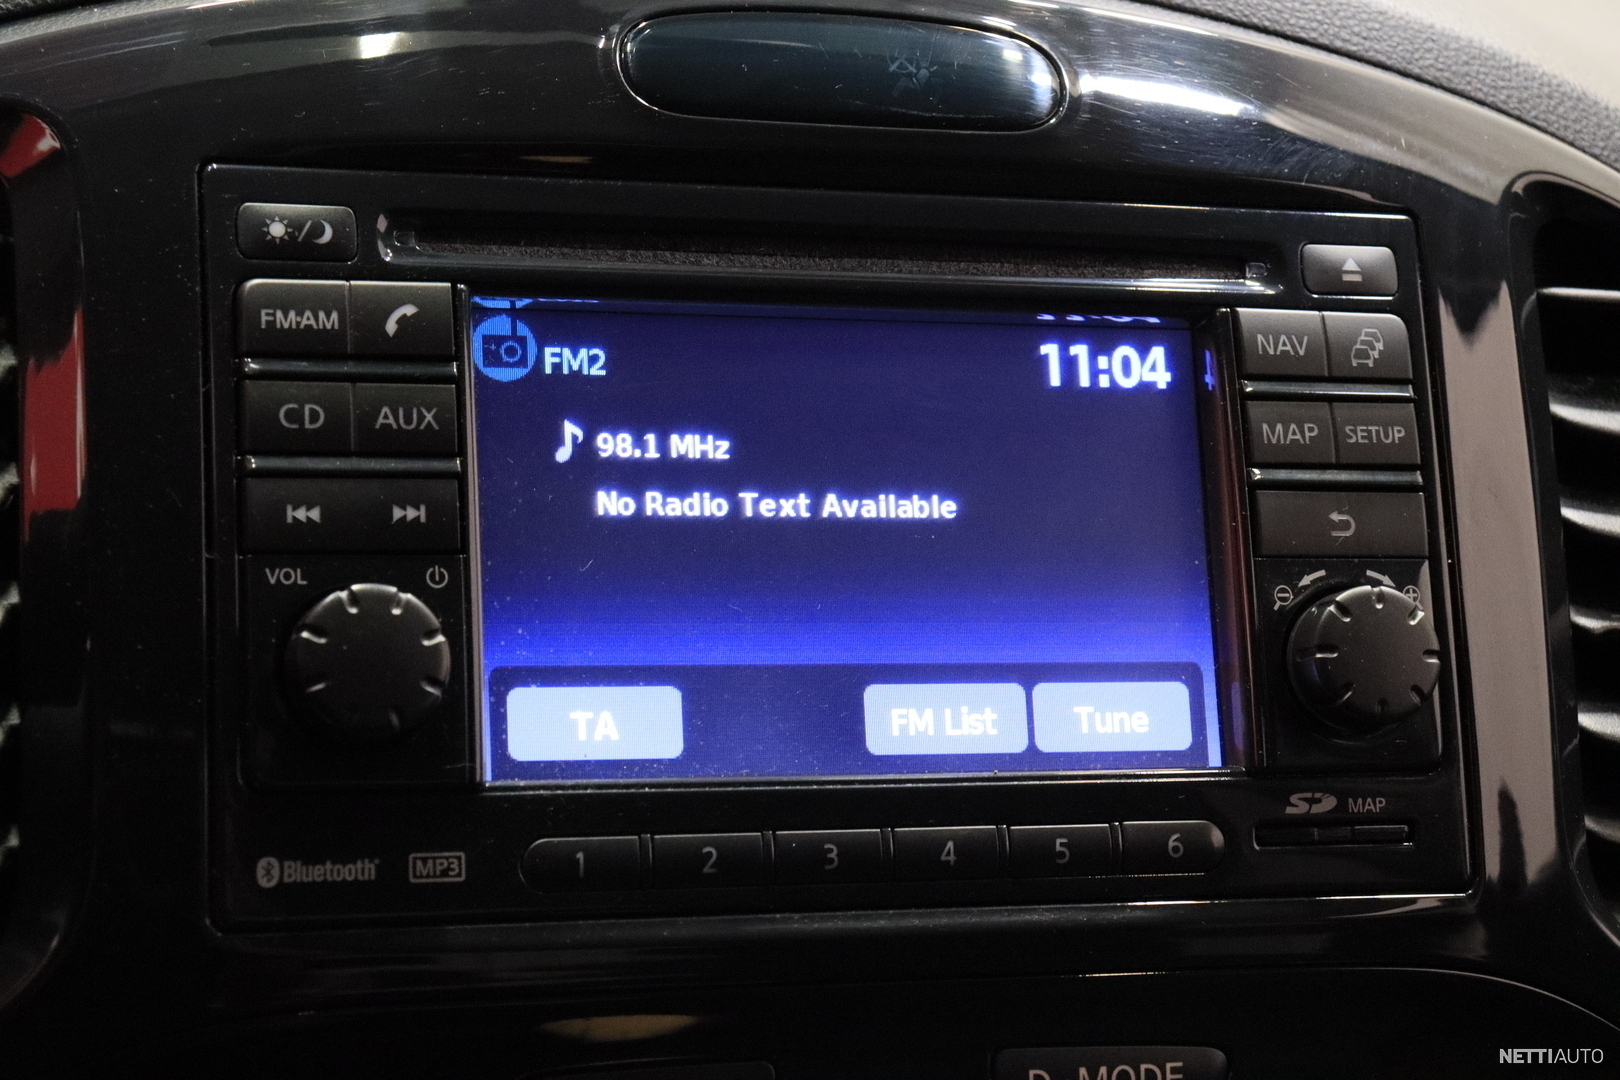 FM·AM
CD
AUX
VOL
FM2
11:04
98.1 MHz
No Radio Text Available
TA
FM List
Tune
NAV
MAP
SETUP
SD MAP
Bluetooth
MP3
1
2
3
4
5
6
D-MODE
NETTIAUTO